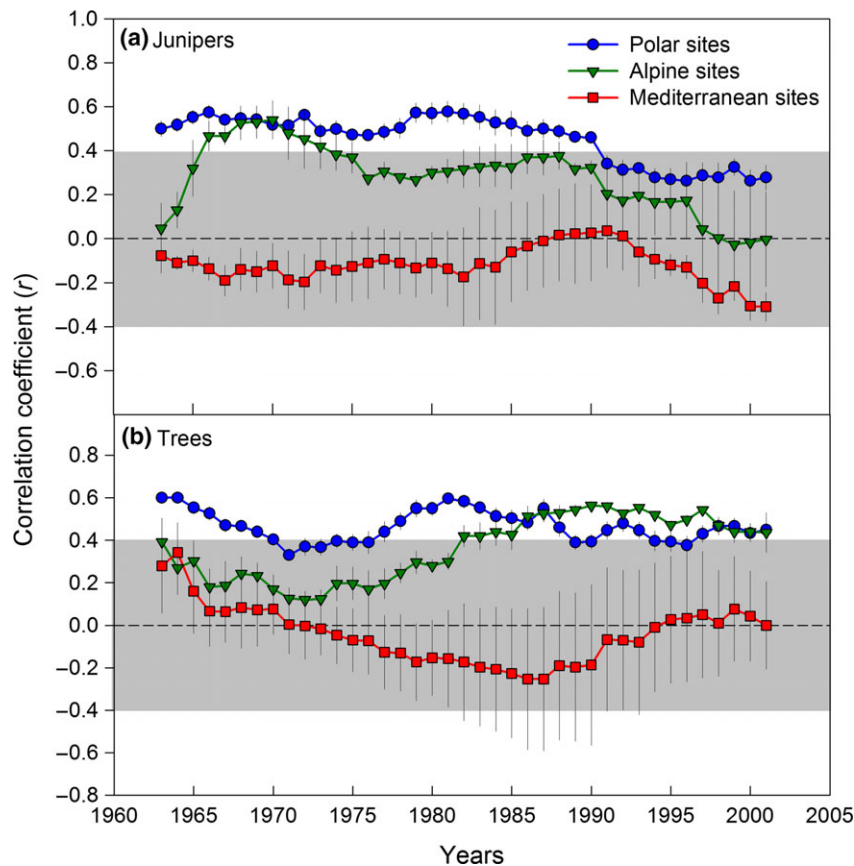 (a) Junipers
Polar sites
Alpine sites
Mediterranean sites
1.0
0.8
0.6
0.4
0.2
0.0
−0.2
−0.4
−0.6
Correlation coefficient (r)
(b) Trees
0.8
0.6
0.4
0.2
0.0
−0.2
−0.4
−0.6
−0.8
1960 1965 1970 1975 1980 1985 1990 1995 2000 2005
Years